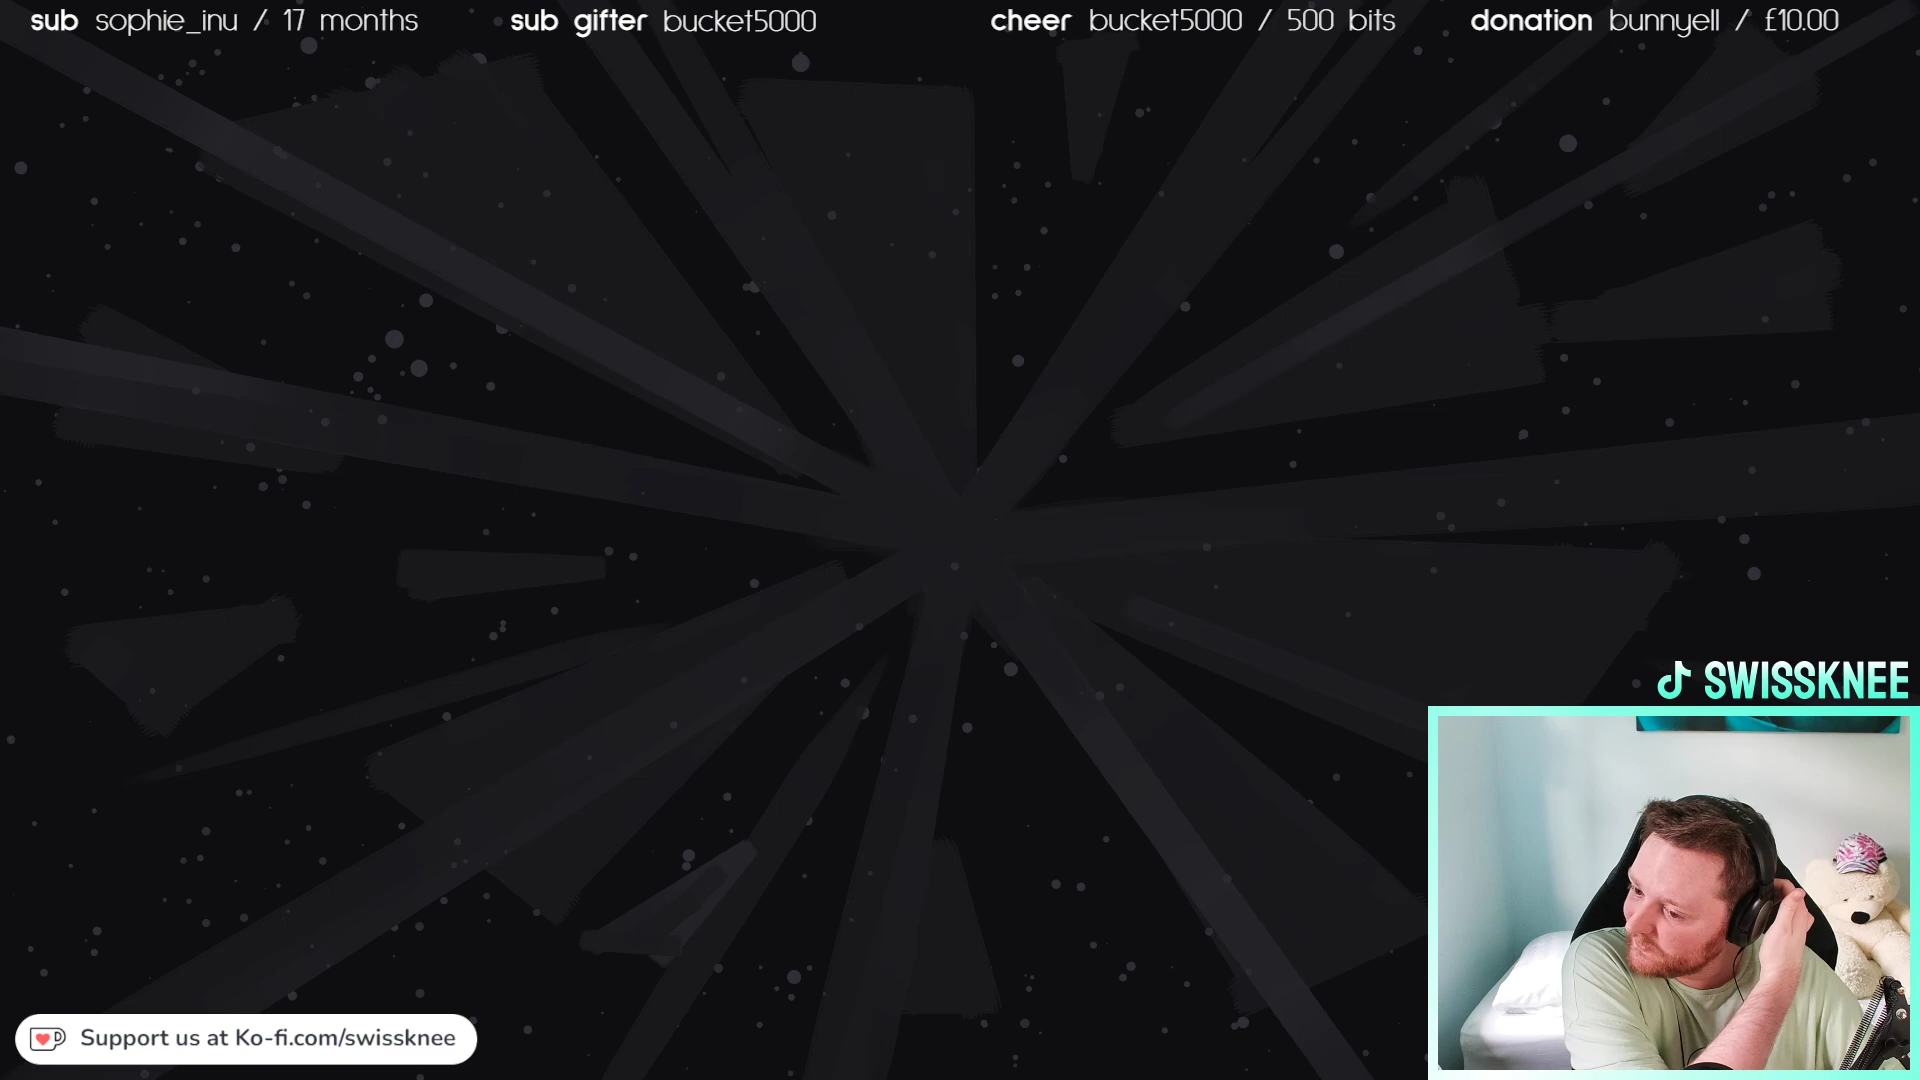 sub sophie_inu / 17 months
sub gifter bucket5000
cheer bucket5000 / 500 bits
donation bunnyell / £10.00
SWISSKNEE
Support us at Ko-fi.com/swissknee